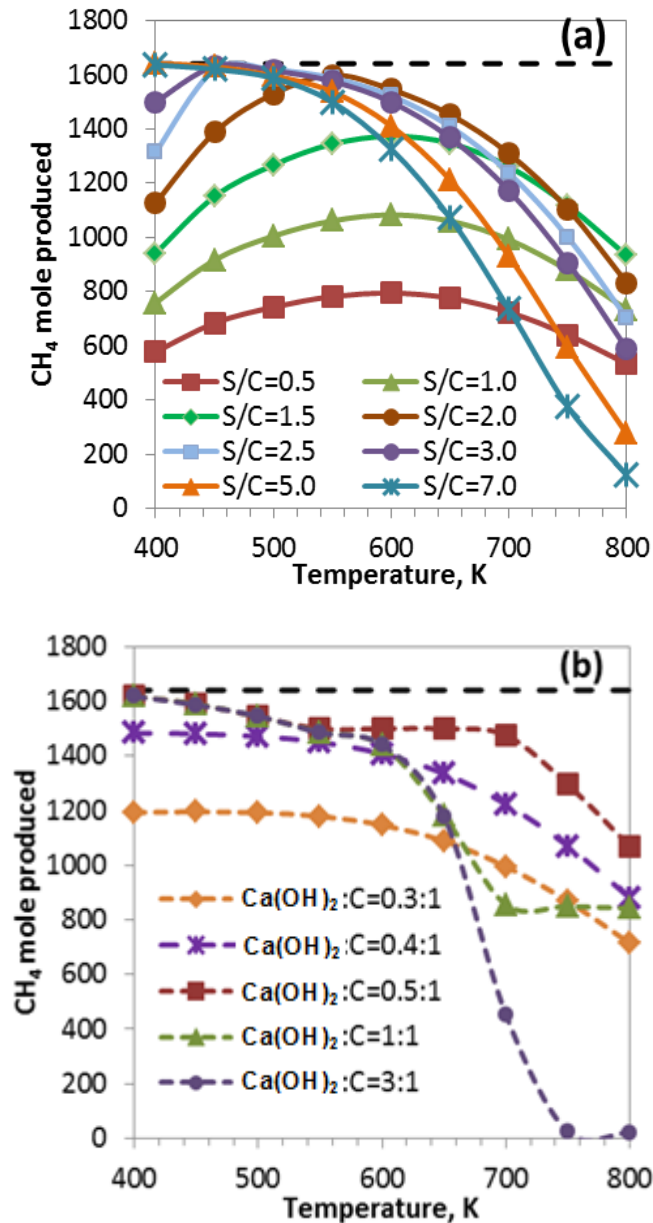 (a)
CH₄ mole produced
1800
1600
1400
1200
1000
800
600
400
200
0
S/C=0.5 S/C=1.0
S/C=1.5 S/C=2.0
S/C=2.5 S/C=3.0
S/C=5.0 S/C=7.0
400 500 600 700 800
Temperature, K
(b)
CH₄ mole produced
1800
1600
1400
1200
1000
800
600
400
200
0
Ca(OH)₂:C=0.3:1
Ca(OH)₂:C=0.4:1
Ca(OH)₂:C=0.5:1
Ca(OH)₂:C=1:1
Ca(OH)₂:C=3:1
400 500 600 700 800
Temperature, K